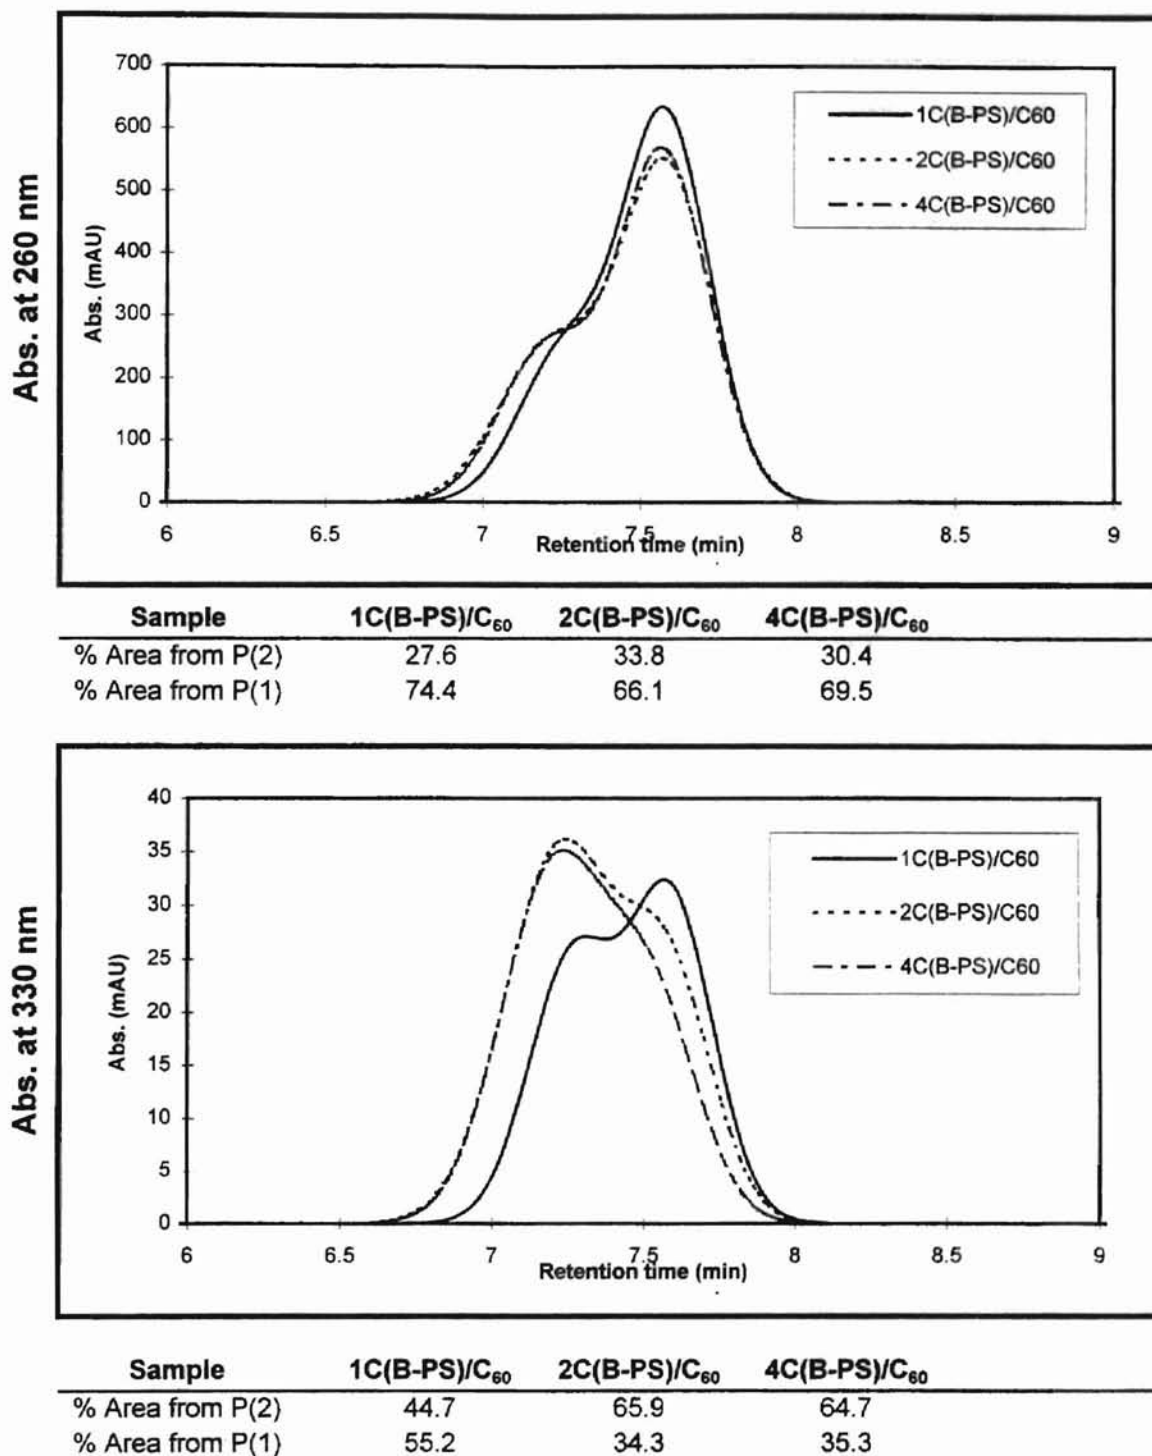 Abs. at 260 nm
Abs. (mAU)
700
600
500
400
300
200
100
0
6 6.5 7 7.5 8 8.5 9
Retention time (min)
1C(B-PS)/C60
2C(B-PS)/C60
4C(B-PS)/C60
Sample 1C(B-PS)/C₆₀ 2C(B-PS)/C₆₀ 4C(B-PS)/C₆₀
% Area from P(2) 27.6 33.8 30.4
% Area from P(1) 74.4 66.1 69.5
Abs. at 330 nm
Abs. (mAU)
40
35
30
25
20
15
10
5
0
6 6.5 7 7.5 8 8.5 9
Retention time (min)
1C(B-PS)/C60
2C(B-PS)/C60
4C(B-PS)/C60
Sample 1C(B-PS)/C₆₀ 2C(B-PS)/C₆₀ 4C(B-PS)/C₆₀
% Area from P(2) 44.7 65.9 64.7
% Area from P(1) 55.2 34.3 35.3